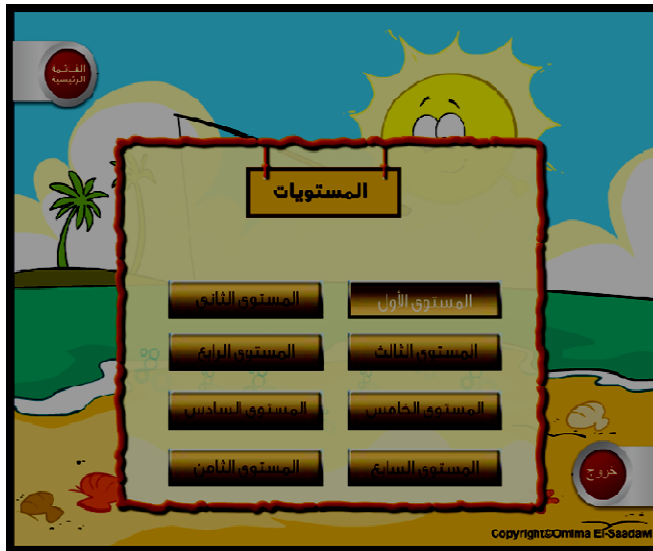 القائمة
الرئيسية
المستويات
المستوى الأول
المستوى الثانى
المستوى الثالث
المستوى الرابع
المستوى الخامس
المستوى السادس
المستوى السابع
المستوى الثامن
خروج
Copyright©Omima El-Saadawi